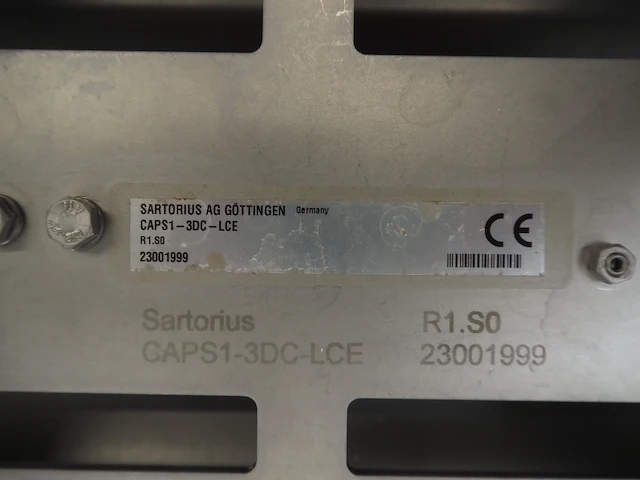 SARTORIUS AG GÖTTINGEN Germany
CAPS1-3DC-LCE
R1.S0
23001999
CE
Sartorius R1.S0
CAPS1-3DC-LCE 23001999